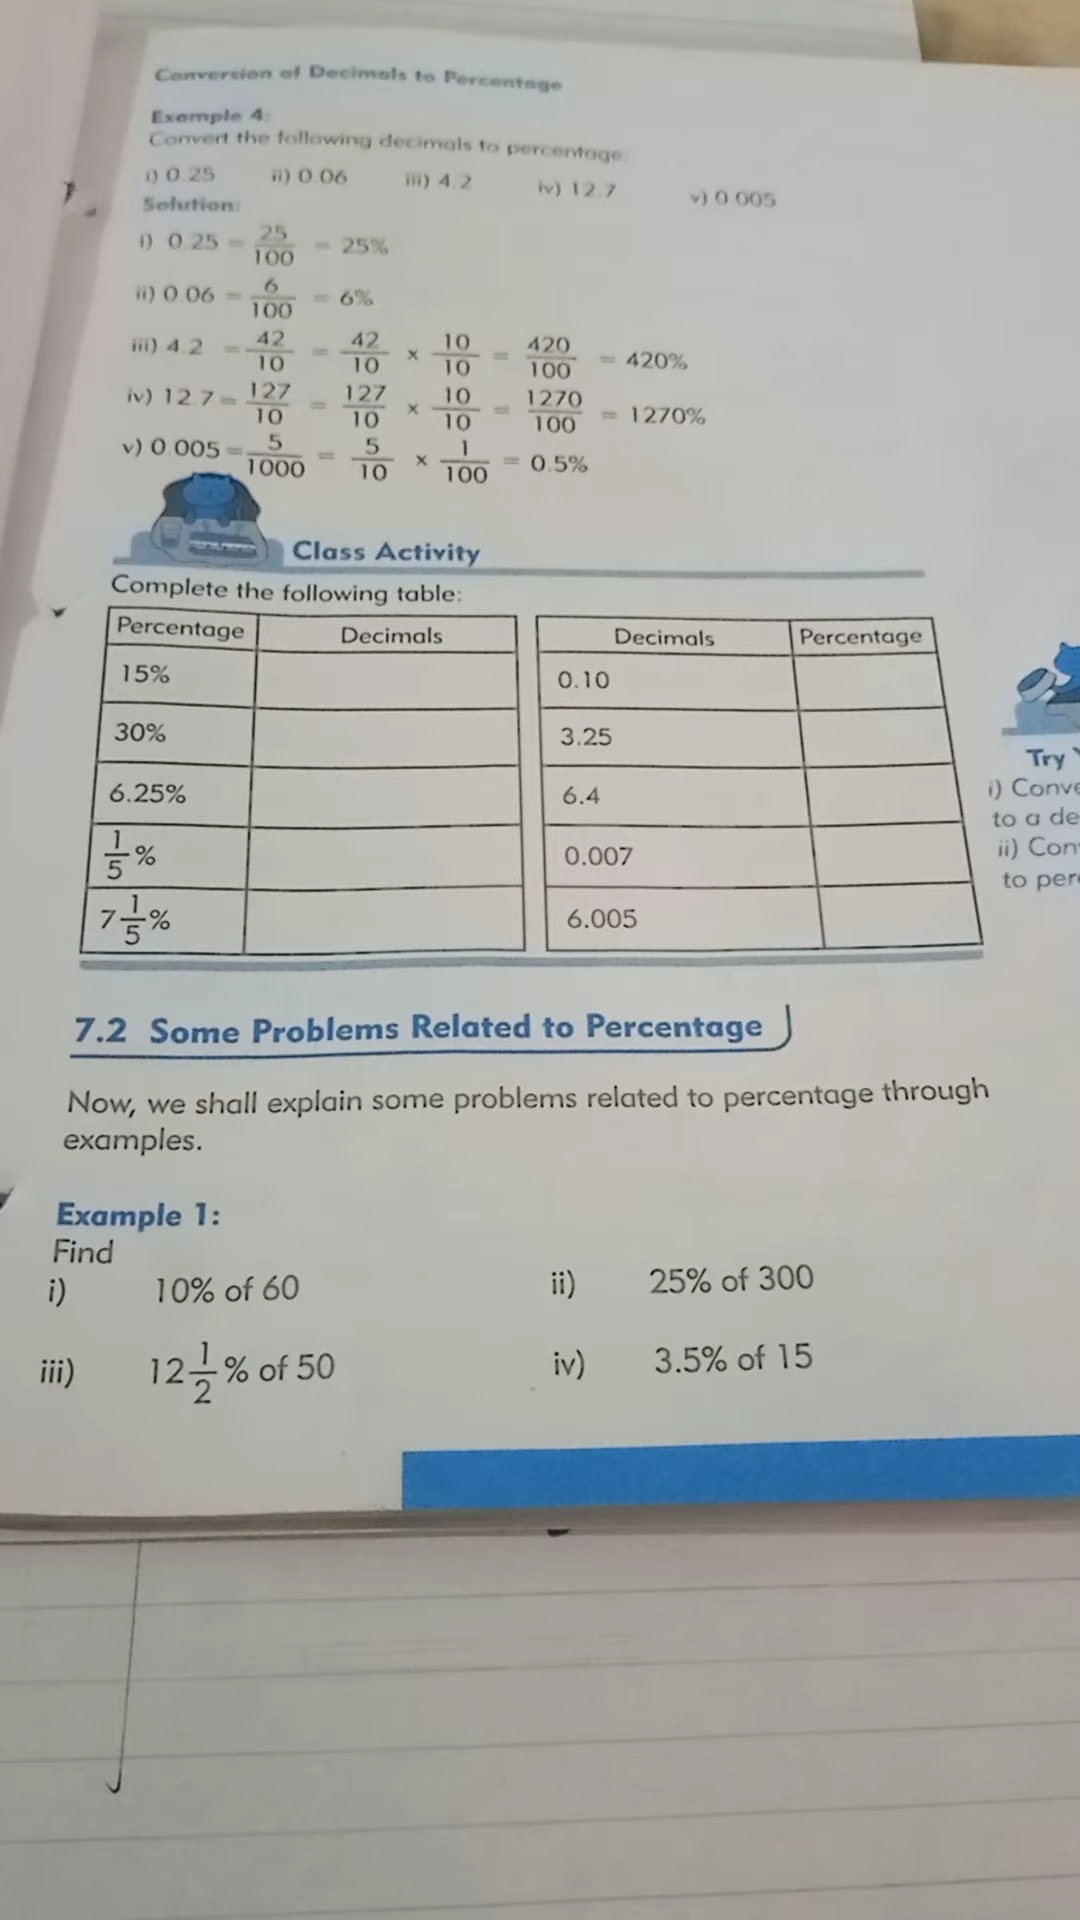 Conversion of Decimals to Percentage
Example 4:
Convert the following decimals to percentage:
i) 0.25 ii) 0.06 iii) 4.2 iv) 12.7 v) 0.005
Solution:
i) 0.25 = 25/100 = 25%
ii) 0.06 = 6/100 = 6%
iii) 4.2 = 42/10 = 42/10 × 10/10 = 420/100 = 420%
iv) 12.7 = 127/10 = 127/10 × 10/10 = 1270/100 = 1270%
v) 0.005 = 5/1000 = 5/10 × 1/100 = 0.5%
Class Activity
Complete the following table:
Percentage Decimals Decimals Percentage
15% 0.10
30% 3.25
6.25% 6.4
1/5% 0.007
7 1/5% 6.005
Try
i) Conve
to a de
ii) Con
to per
7.2 Some Problems Related to Percentage
Now, we shall explain some problems related to percentage through
examples.
Example 1:
Find
i) 10% of 60 ii) 25% of 300
iii) 12 1/2% of 50 iv) 3.5% of 15